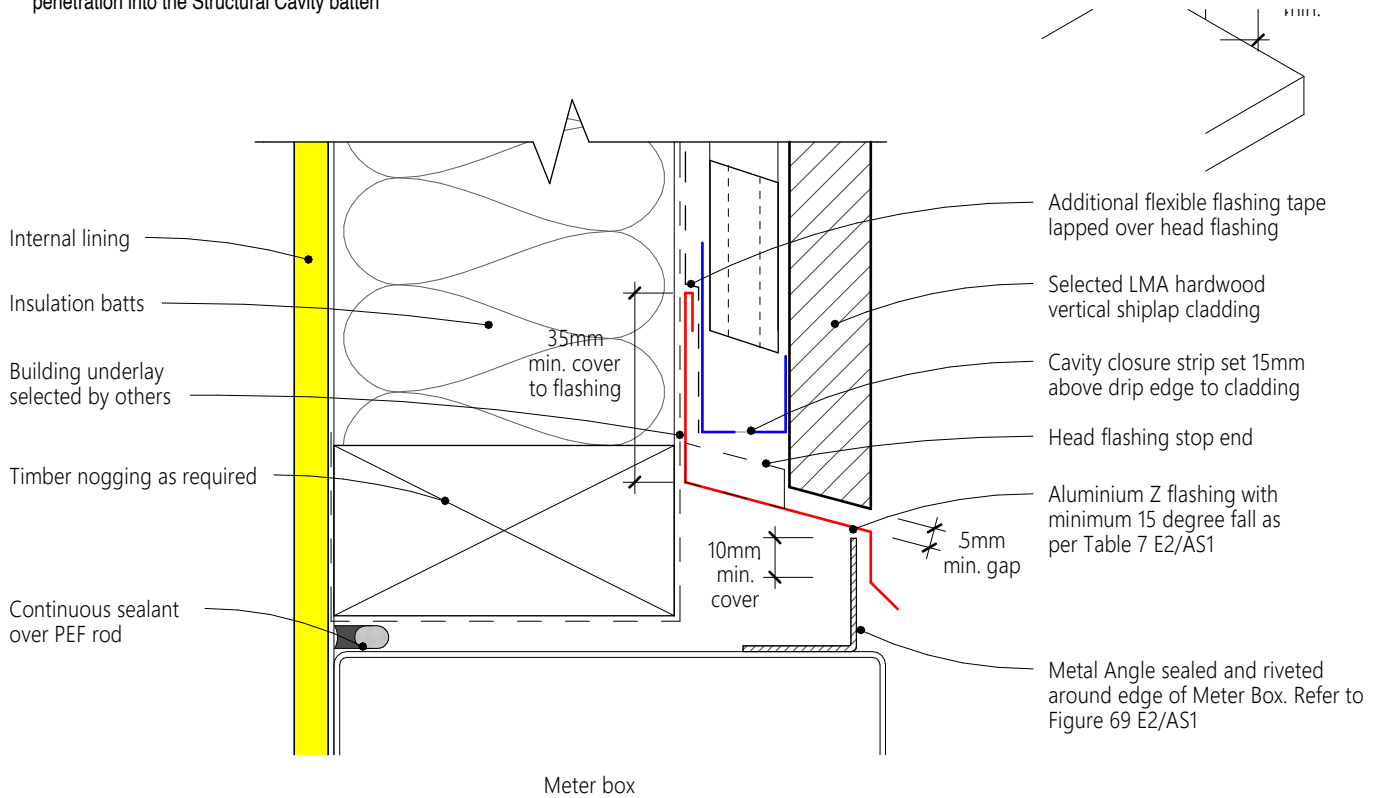 penetration into the Structural Cavity batten
min.
Internal lining
Insulation batts
Building underlay
selected by others
Timber nogging as required
Continuous sealant
over PEF rod
35mm
min. cover
to flashing
10mm
min.
cover
5mm
min. gap
Additional flexible flashing tape
lapped over head flashing
Selected LMA hardwood
vertical shiplap cladding
Cavity closure strip set 15mm
above drip edge to cladding
Head flashing stop end
Aluminium Z flashing with
minimum 15 degree fall as
per Table 7 E2/AS1
Metal Angle sealed and riveted
around edge of Meter Box. Refer to
Figure 69 E2/AS1
Meter box